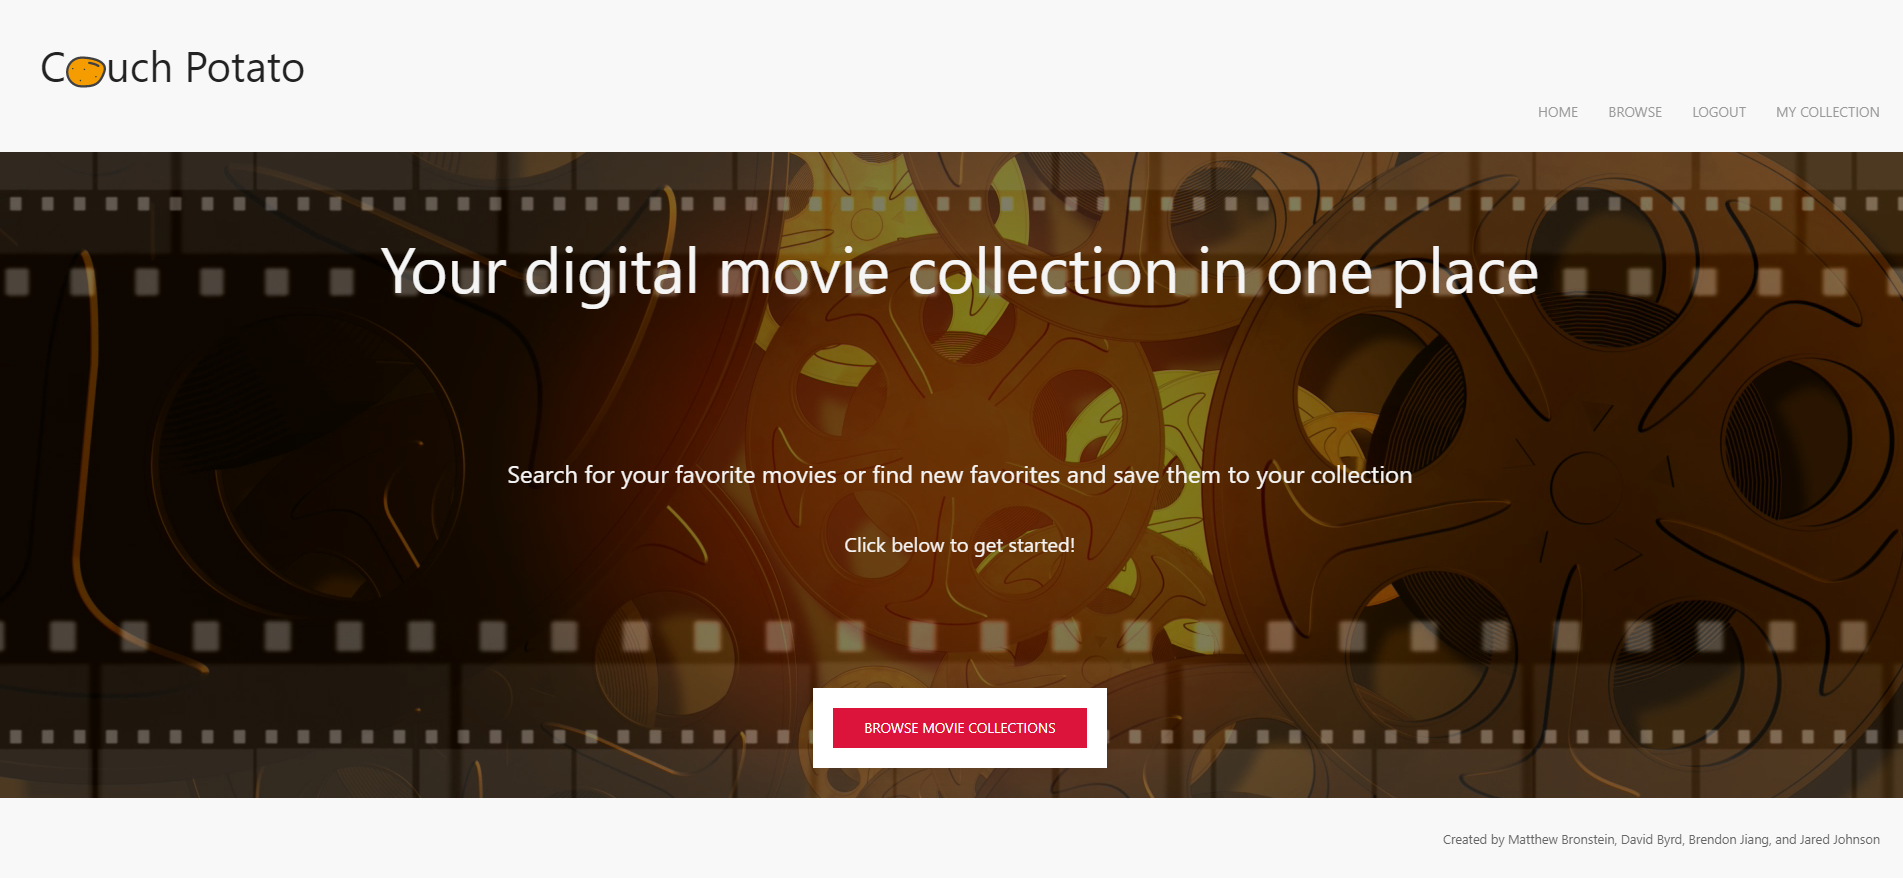 Couch Potato
HOME BROWSE LOGOUT MY COLLECTION
Your digital movie collection in one place
Search for your favorite movies or find new favorites and save them to your collection
Click below to get started!
BROWSE MOVIE COLLECTIONS
Created by Matthew Bronstein, David Byrd, Brendon Jiang, and Jared Johnson